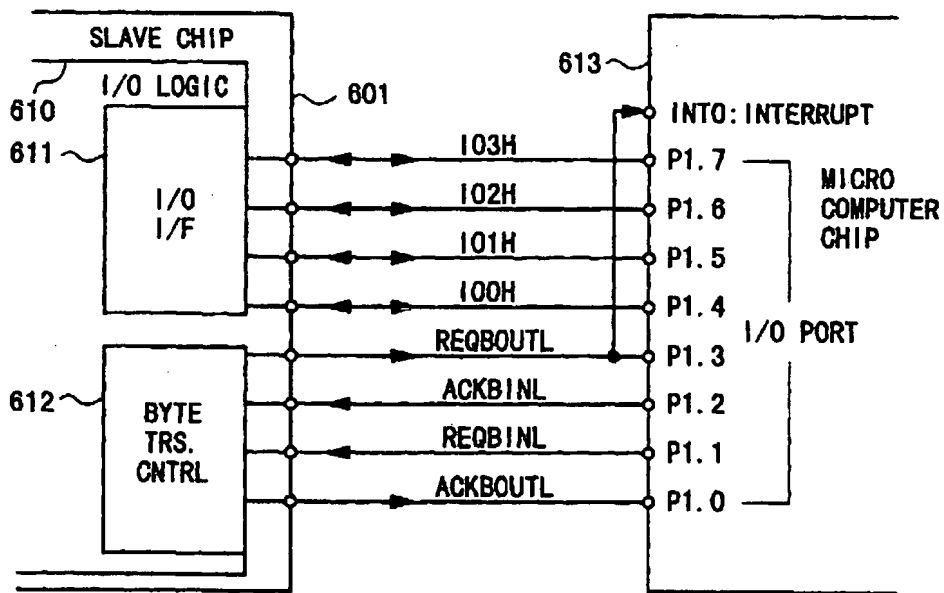 SLAVE CHIP
610
I/O LOGIC
601
613
611
I/O
I/F
INTO: INTERRUPT
IO3H
P1.7
IO2H
P1.6
IO1H
P1.5
IO0H
P1.4
MICRO
COMPUTER
CHIP
I/O PORT
REQBOUTL
P1.3
612
BYTE
TRS.
CNTRL
ACKBINL
P1.2
REQBINL
P1.1
ACKBOUTL
P1.0